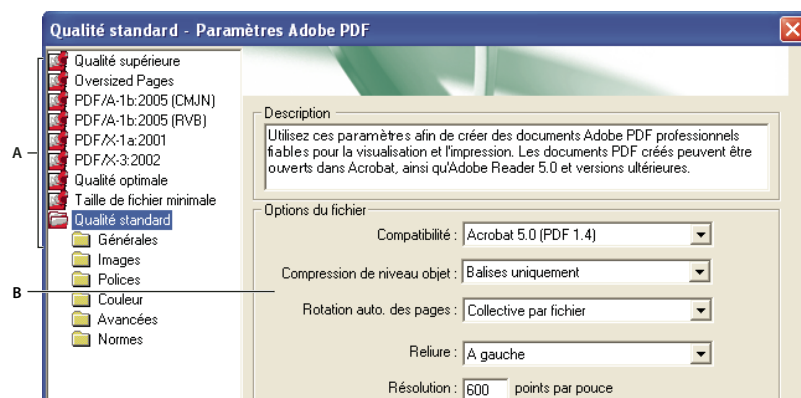 Qualité standard - Paramètres Adobe PDF
Qualité supérieure
Oversized Pages
PDF/A-1b:2005 (CMJN)
PDF/A-1b:2005 (RVB)
PDF/X-1a:2001
PDF/X-3:2002
Qualité optimale
Taille de fichier minimale
Qualité standard
Générales
Images
Polices
Couleur
Avancées
Normes
A
B
Description
Utilisez ces paramètres afin de créer des documents Adobe PDF professionnels
fiables pour la visualisation et l'impression. Les documents PDF créés peuvent être
ouverts dans Acrobat, ainsi qu'Adobe Reader 5.0 et versions ultérieures.
Options du fichier
Compatibilité : Acrobat 5.0 (PDF 1.4)
Compression de niveau objet : Balises uniquement
Rotation auto. des pages : Collective par fichier
Reliure : A gauche
Résolution : 600 points par pouce